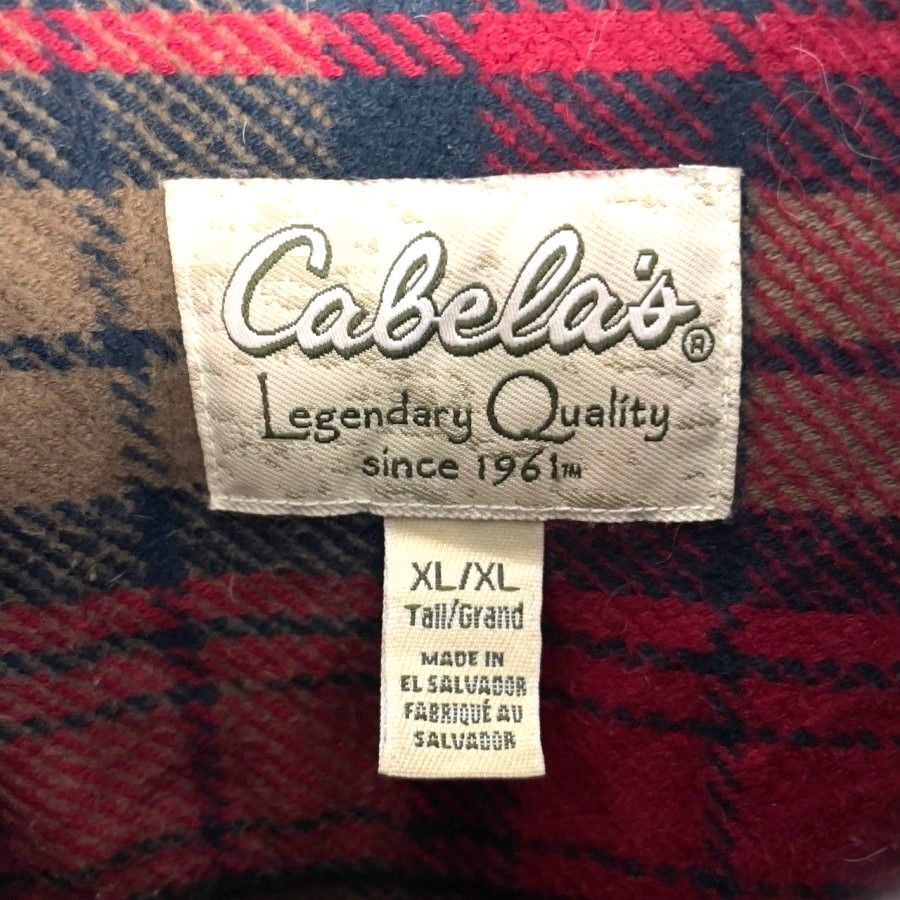 Cabela's®
Legendary Quality
since 1961™
XL/XL
Tall/Grand
MADE IN
EL SALVADOR
FABRIQUÉ AU
SALVADOR